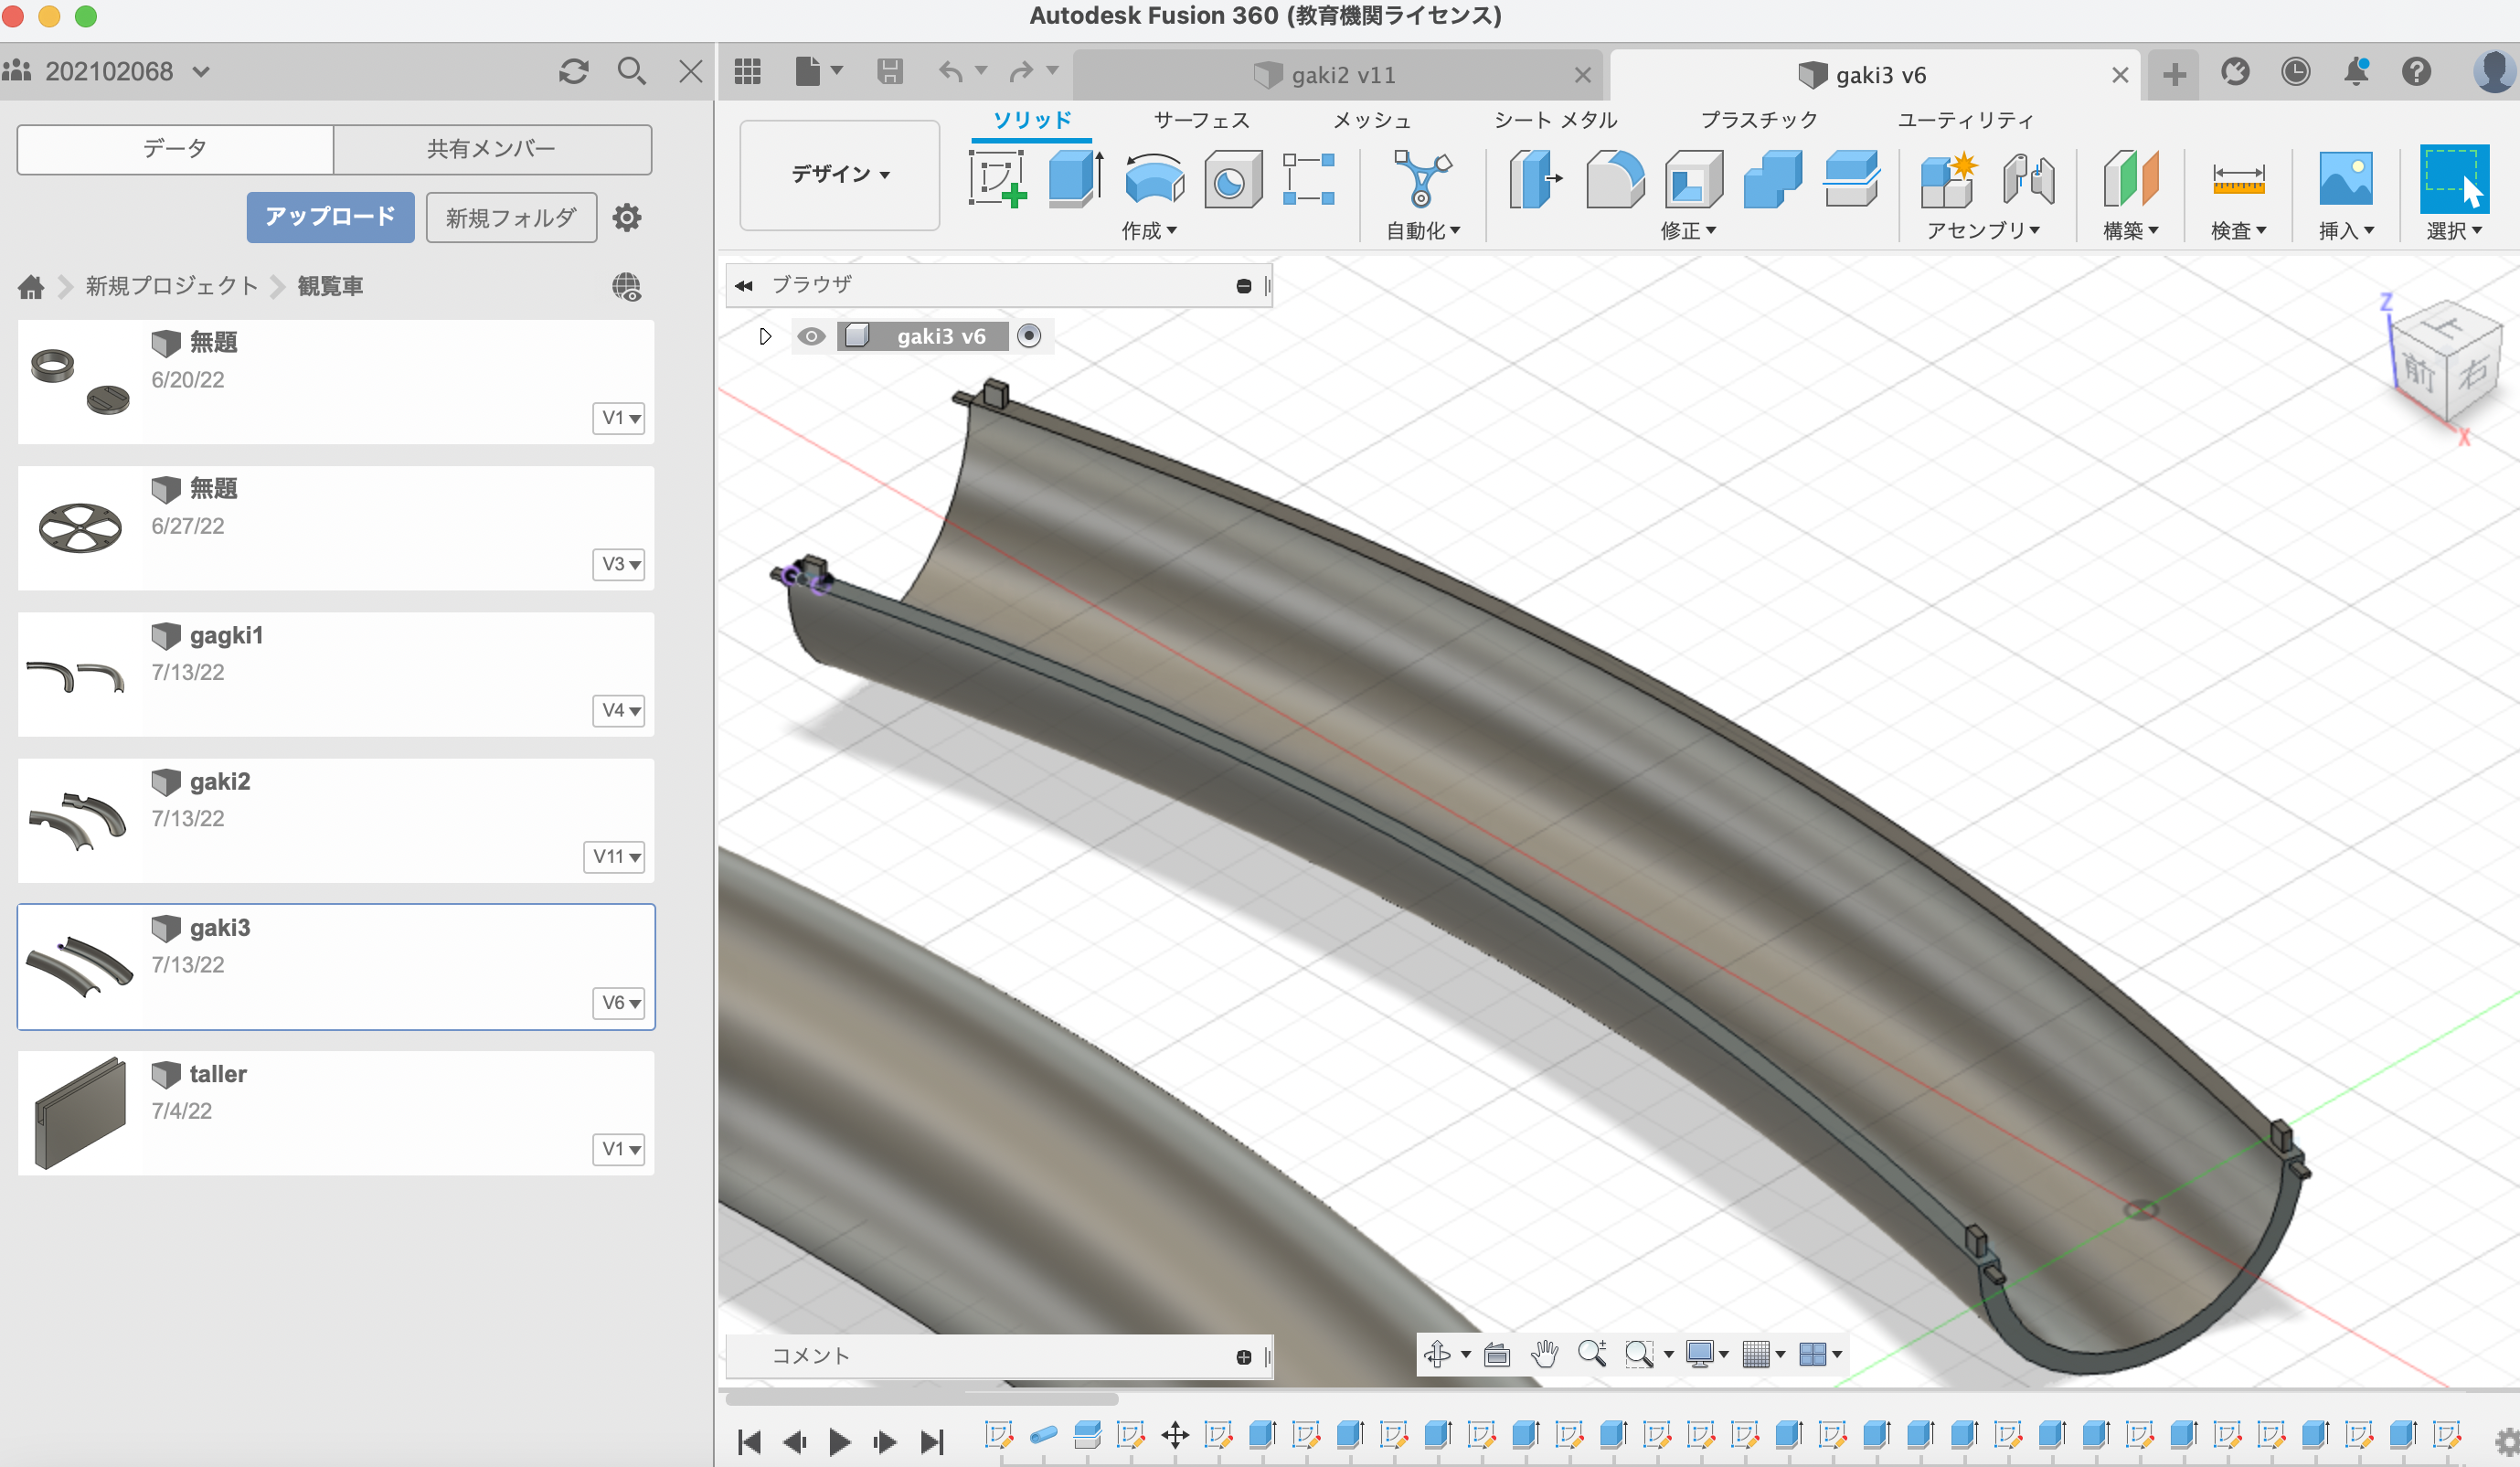 Autodesk Fusion 360 (教育機関ライセンス)
202102068
gaki2 v11
gaki3 v6
データ
共有メンバー
アップロード
新規フォルダ
新規プロジェクト
観覧車
無題
6/20/22
V1
無題
6/27/22
V3
gagki1
7/13/22
V4
gaki2
7/13/22
V11
gaki3
7/13/22
V6
taller
7/4/22
V1
デザイン
ソリッド
サーフェス
メッシュ
シート メタル
プラスチック
ユーティリティ
作成
自動化
修正
アセンブリ
構築
検査
挿入
選択
ブラウザ
gaki3 v6
Z
上
前
右
X
コメント